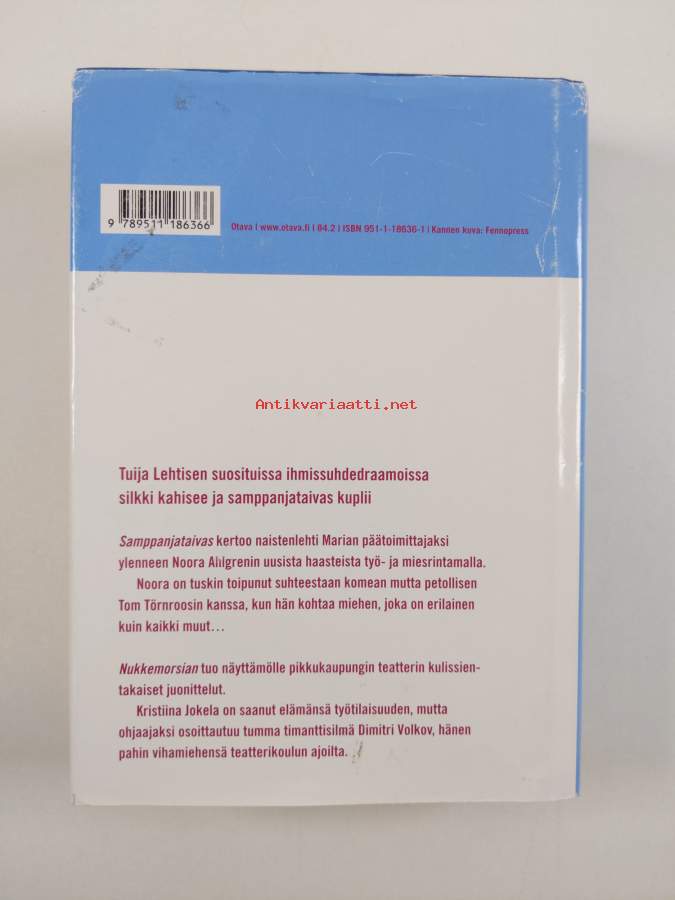 9 789511 186366
Otava | www.otava.fi | 84.2 | ISBN 951-1-18636-1 | Kannen kuva: Fennopress
Antikvariaatti.net
Tuija Lehtisen suosituissa ihmissuhdedraamoissa
silkki kahisee ja samppanjataivas kuplii
Samppanjataivas kertoo naistenlehti Marian päätoimittajaksi
ylenneen Noora Ahlgrenin uusista haasteista työ- ja miesrintamalla.
Noora on tuskin toipunut suhteestaan komean mutta petollisen
Tom Törnroosin kanssa, kun hän kohtaa miehen, joka on erilainen
kuin kaikki muut...
Nukkemorsian tuo näyttämölle pikkukaupungin teatterin kulissien-
takaiset juonittelut.
Kristiina Jokela on saanut elämänsä työtilaisuuden, mutta
ohjaajaksi osoittautuu tumma timanttisilmä Dimitri Volkov, hänen
pahin vihamiehensä teatterikoulun ajoilta.